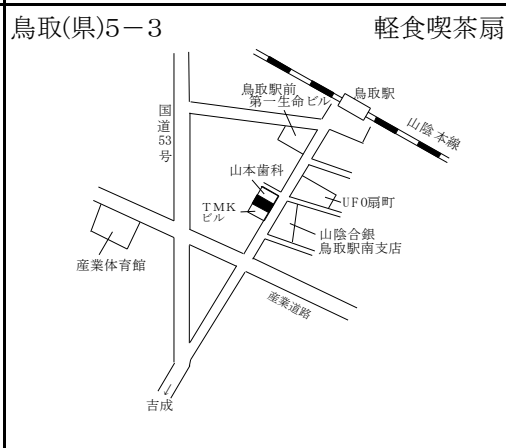 鳥取(県)5－3
軽食喫茶扇
鳥取駅前
第一生命ビル
鳥取駅
山陰本線
国道53号
山本歯科
TMK
ビル
UFO扇町
山陰合銀
鳥取駅南支店
産業体育館
産業道路
吉成